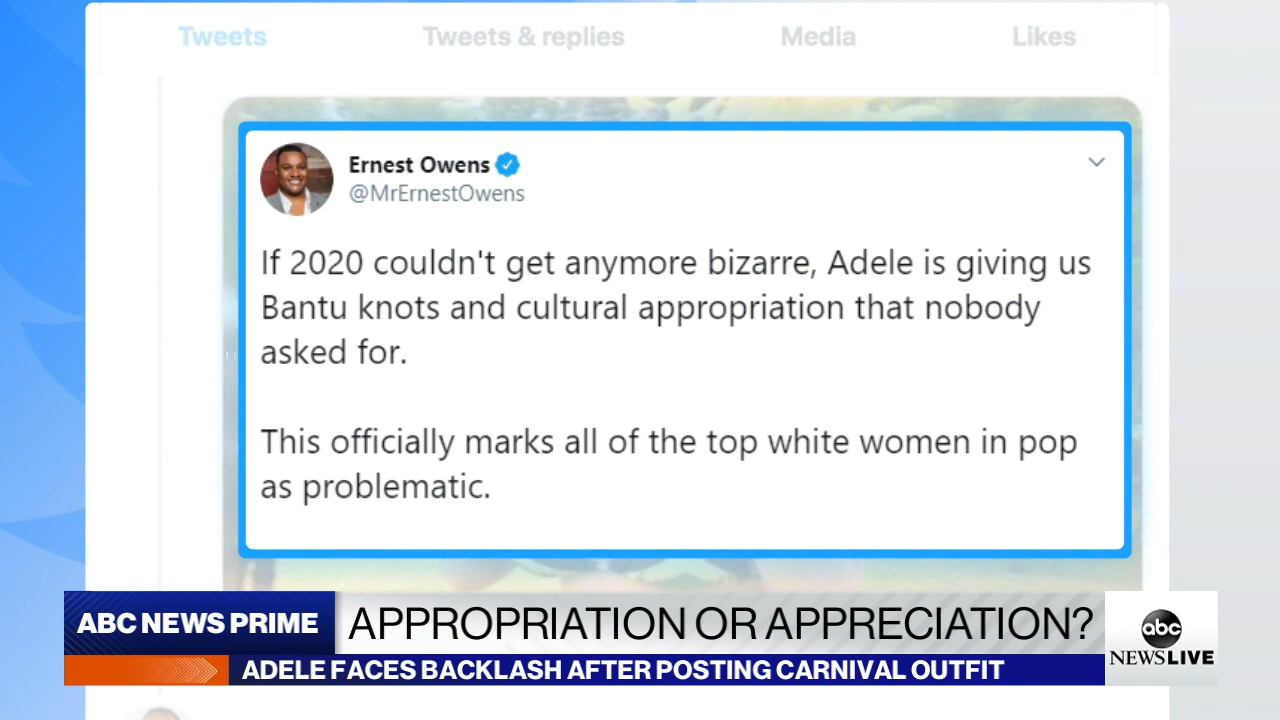 Tweets Tweets & replies Media Likes
Ernest Owens
@MrErnestOwens
If 2020 couldn't get anymore bizarre, Adele is giving us
Bantu knots and cultural appropriation that nobody
asked for.
This officially marks all of the top white women in pop
as problematic.
ABC NEWS PRIME
APPROPRIATION OR APPRECIATION?
ADELE FACES BACKLASH AFTER POSTING CARNIVAL OUTFIT
abc
NEWS LIVE